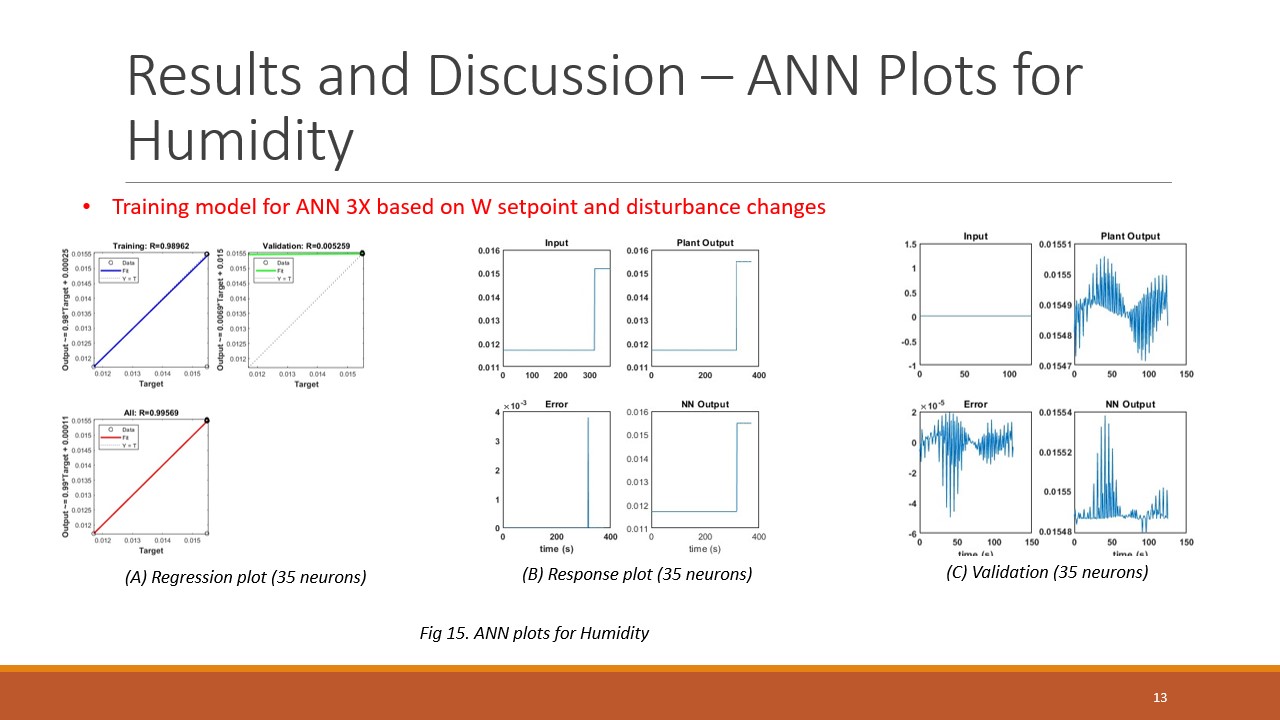 Results and Discussion – ANN Plots for
Humidity
• Training model for ANN 3X based on W setpoint and disturbance changes
Training: R=0.98962
Output ~= 0.98*Target + 0.00025
0.0155
0.015
0.0145
0.014
0.0135
0.013
0.0125
0.012
Data
Fit
Y = T
0.012 0.013 0.014 0.015
Target
Validation: R=0.005259
Output ~= 0.0069*Target + 0.015
0.0155
0.015
0.0145
0.014
0.0135
0.013
0.0125
0.012
Data
Fit
Y = T
0.012 0.013 0.014 0.015
Target
All: R=0.99569
Output ~= 0.99*Target + 0.00011
0.0155
0.015
0.0145
0.014
0.0135
0.013
0.0125
0.012
Data
Fit
Y = T
0.012 0.013 0.014 0.015
Target
(A) Regression plot (35 neurons)
Input
0.016
0.015
0.014
0.013
0.012
0.011
0 100 200 300
Plant Output
0.016
0.015
0.014
0.013
0.012
0.011
0 200 400
Error
×10-3
4
3
2
1
0
0 200 400
time (s)
NN Output
0.016
0.015
0.014
0.013
0.012
0.011
0 200 400
time (s)
(B) Response plot (35 neurons)
Input
1.5
1
0.5
0
-0.5
-1
0 50 100
Plant Output
0.01551
0.0155
0.01549
0.01548
0.01547
0 50 100 150
Error
×10-5
2
0
-2
-4
-6
0 50 100 150
time (s)
NN Output
0.01554
0.01552
0.0155
0.01548
0 50 100 150
time (s)
(C) Validation (35 neurons)
Fig 15. ANN plots for Humidity
13